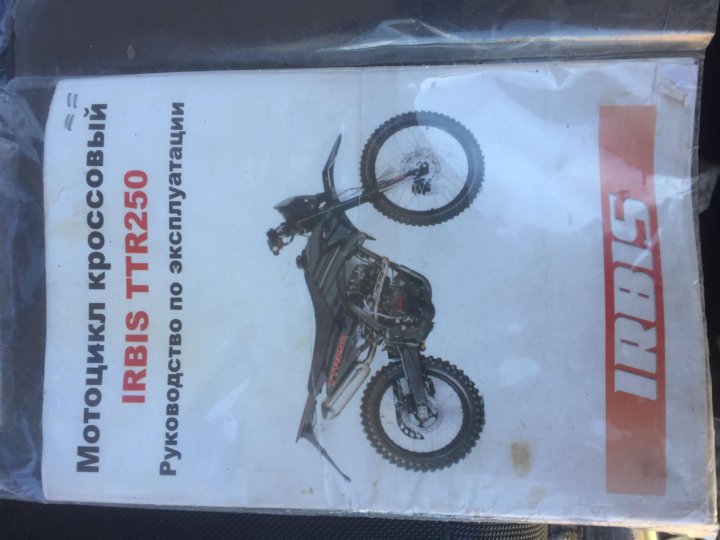 Мотоцикл кроссовый
IRBIS TTR250
Руководство по эксплуатации
IRBIS